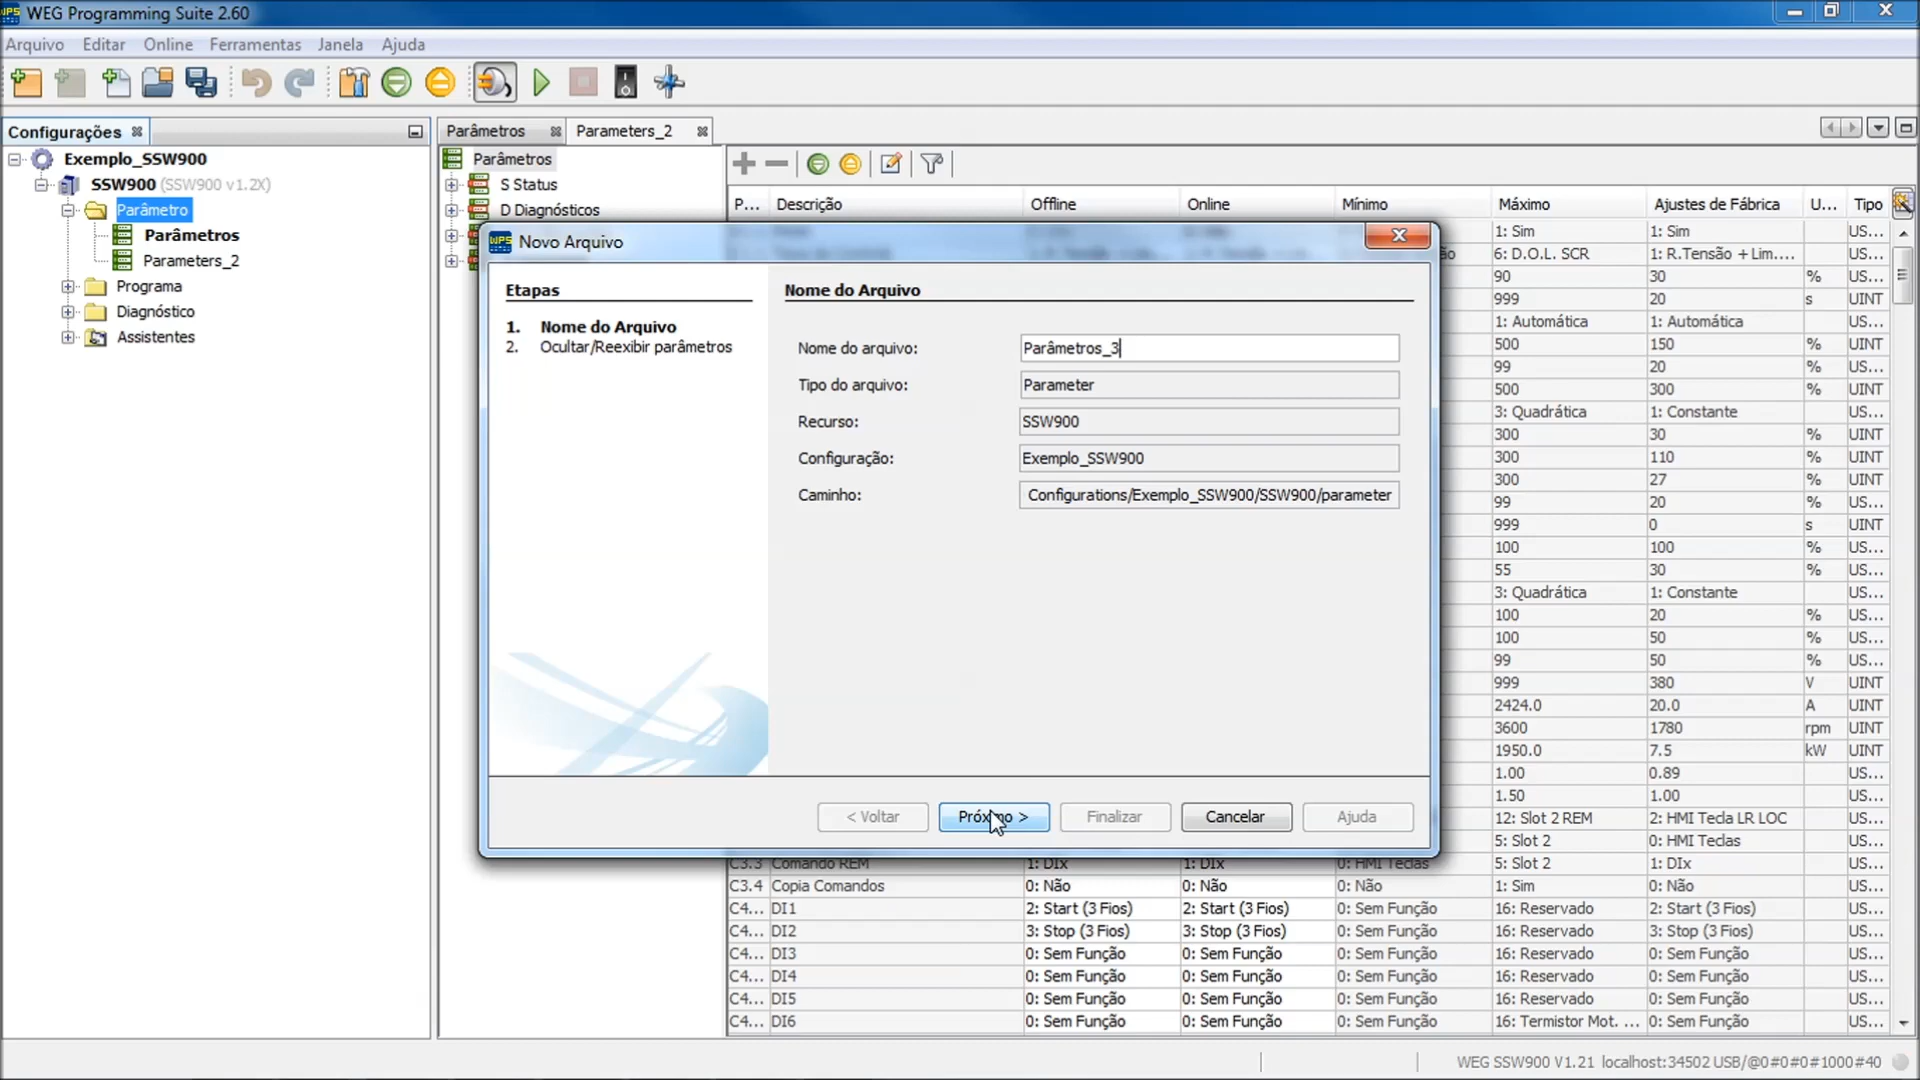 WEG Programming Suite 2.60
Arquivo Editar Online Ferramentas Janela Ajuda
Configurações
Exemplo_SSW900
SSW900 (SSW900 v1.2X)
Parâmetro
Parâmetros
Parameters_2
Programa
Diagnóstico
Assistentes
Parâmetros Parameters_2
Parâmetros
S Status
D Diagnósticos
P... Descrição Offline Online Mínimo Máximo Ajustes de Fábrica U... Tipo
1: Sim 1: Sim US...
6: D.O.L. SCR 1: R.Tensão +Lim.... US...
90 30 % US...
999 20 s UINT
1: Automática 1: Automática US...
500 150 % UINT
99 20 % US...
500 300 % UINT
3: Quadrática 1: Constante US...
300 30 % UINT
300 110 % UINT
300 27 % UINT
99 20 % US...
999 0 s UINT
100 100 % US...
55 30 % US...
3: Quadrática 1: Constante US...
100 20 % US...
100 50 % US...
99 50 % US...
999 380 V UINT
2424.0 20.0 A UINT
3600 1780 rpm UINT
1950.0 7.5 kW UINT
1.00 0.89 US...
1.50 1.00 US...
12: Slot 2 REM 2: HMI Tecla LR LOC US...
5: Slot 2 0: HMI Teclas US...
C3.3 Comando REM 1: DIx 1: DIx 0: HMI Teclas 5: Slot 2 1: DIx US...
C3.4 Copia Comandos 0: Não 0: Não 0: Não 1: Sim 0: Não US...
C4... DI1 2: Start (3 Fios) 2: Start (3 Fios) 0: Sem Função 16: Reservado 2: Start (3 Fios) US...
C4... DI2 3: Stop (3 Fios) 3: Stop (3 Fios) 0: Sem Função 16: Reservado 3: Stop (3 Fios) US...
C4... DI3 0: Sem Função 0: Sem Função 0: Sem Função 16: Reservado 0: Sem Função US...
C4... DI4 0: Sem Função 0: Sem Função 0: Sem Função 16: Reservado 0: Sem Função US...
C4... DI5 0: Sem Função 0: Sem Função 0: Sem Função 16: Reservado 0: Sem Função US...
C4... DI6 0: Sem Função 0: Sem Função 0: Sem Função 16: Termistor Mot. ... 0: Sem Função US...
WPS Novo Arquivo
Etapas
1. Nome do Arquivo
2. Ocultar/Reexibir parâmetros
Nome do Arquivo
Nome do arquivo: Parâmetros_3
Tipo do arquivo: Parameter
Recurso: SSW900
Configuração: Exemplo_SSW900
Caminho: Configurations/Exemplo_SSW900/SSW900/parameter
< Voltar Próximo > Finalizar Cancelar Ajuda
WEG SSW900 V1.21 localhost:34502 USB/@0#0#0#1000#40